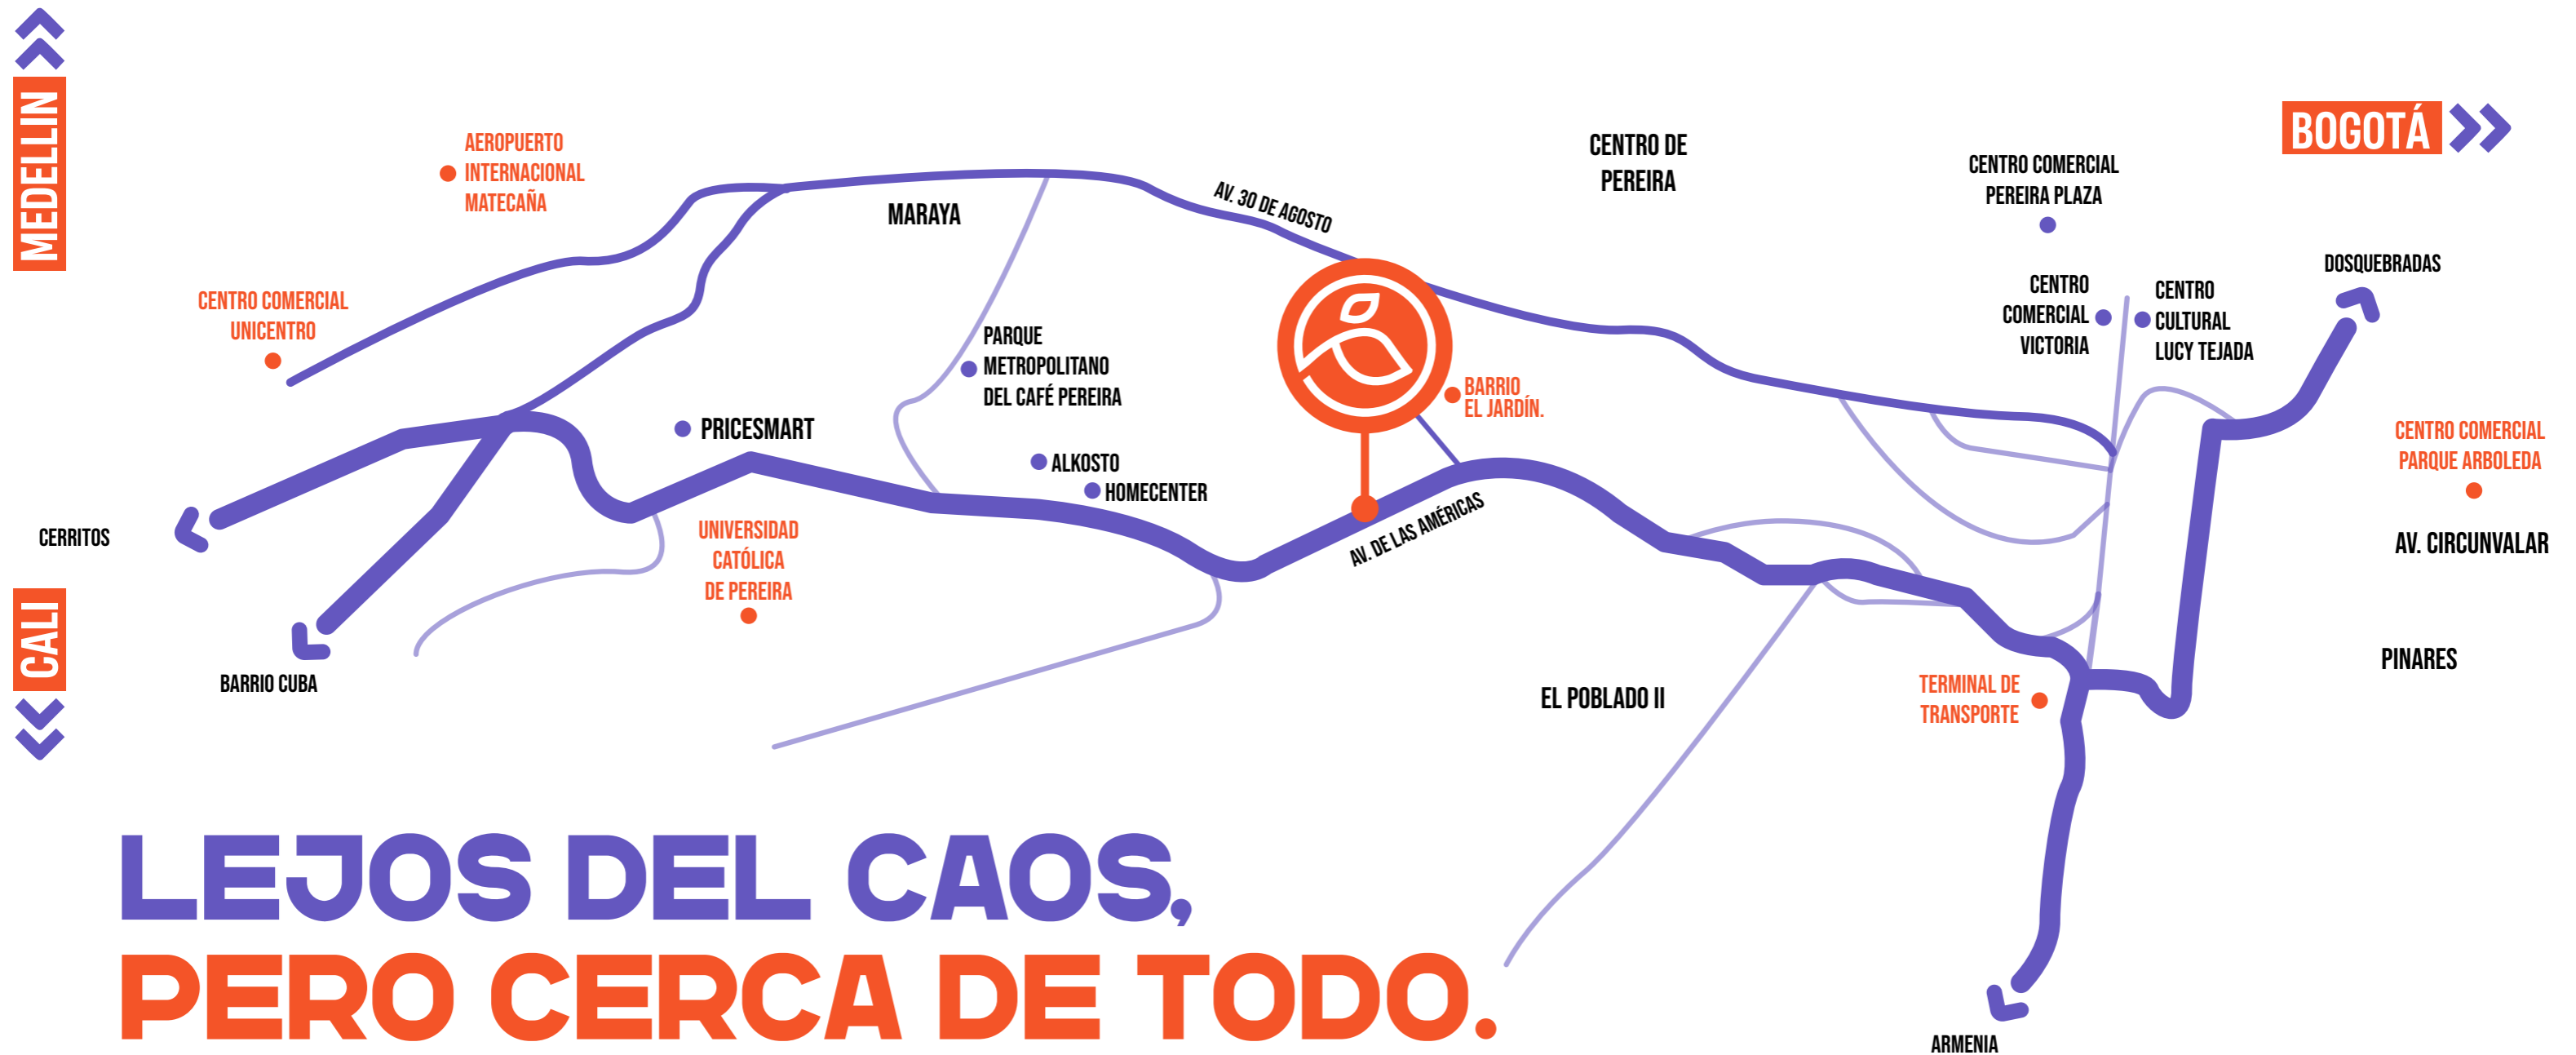 MEDELLIN
BOGOTÁ
AEROPUERTO
INTERNACIONAL
MATECAÑA
CENTRO DE
PEREIRA
CENTRO COMERCIAL
PEREIRA PLAZA
MARAYA
AV. 30 DE AGOSTO
DOSQUEBRADAS
CENTRO COMERCIAL
UNICENTRO
CENTRO
COMERCIAL
VICTORIA
CENTRO
CULTURAL
LUCY TEJADA
PARQUE
METROPOLITANO
DEL CAFÉ PEREIRA
BARRIO
EL JARDÍN.
PRICESMART
CENTRO COMERCIAL
PARQUE ARBOLEDA
ALKOSTO
HOMECENTER
CERRITOS
UNIVERSIDAD
CATÓLICA
DE PEREIRA
AV. DE LAS AMÉRICAS
AV. CIRCUNVALAR
CALI
BARRIO CUBA
EL POBLADO II
TERMINAL DE
TRANSPORTE
PINARES
LEJOS DEL CAOS,
PERO CERCA DE TODO.
ARMENIA